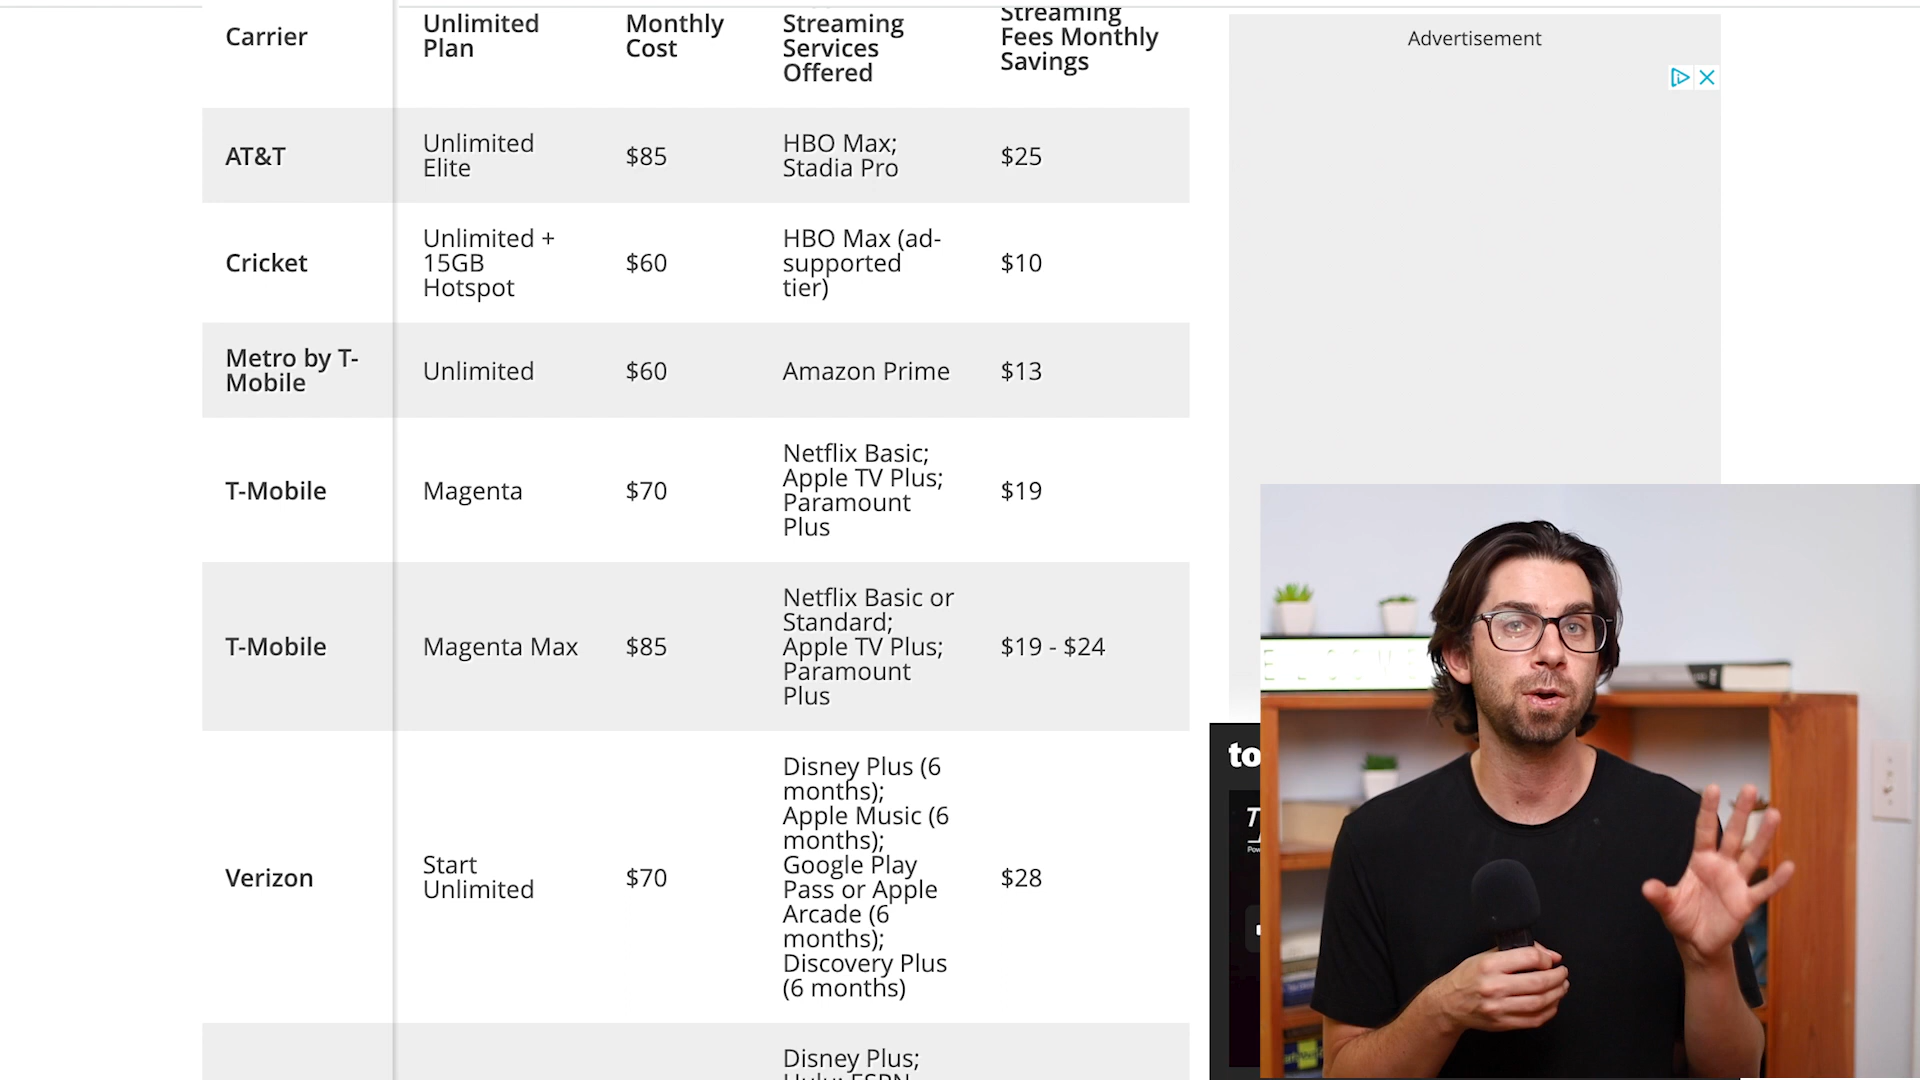 Carrier
Unlimited
Plan
Monthly
Cost
Streaming
Services
Offered
Streaming
Fees Monthly
Savings
AT&T
Unlimited
Elite
$85
HBO Max;
Stadia Pro
$25
Cricket
Unlimited +
15GB
Hotspot
$60
HBO Max (ad-
supported
tier)
$10
Metro by T-
Mobile
Unlimited
$60
Amazon Prime
$13
T-Mobile
Magenta
$70
Netflix Basic;
Apple TV Plus;
Paramount
Plus
$19
T-Mobile
Magenta Max
$85
Netflix Basic or
Standard;
Apple TV Plus;
Paramount
Plus
$19 - $24
Verizon
Start
Unlimited
$70
Disney Plus (6
months);
Apple Music (6
months);
Google Play
Pass or Apple
Arcade (6
months);
Discovery Plus
(6 months)
$28
Disney Plus;
Hulu; ESPN
Advertisement
to